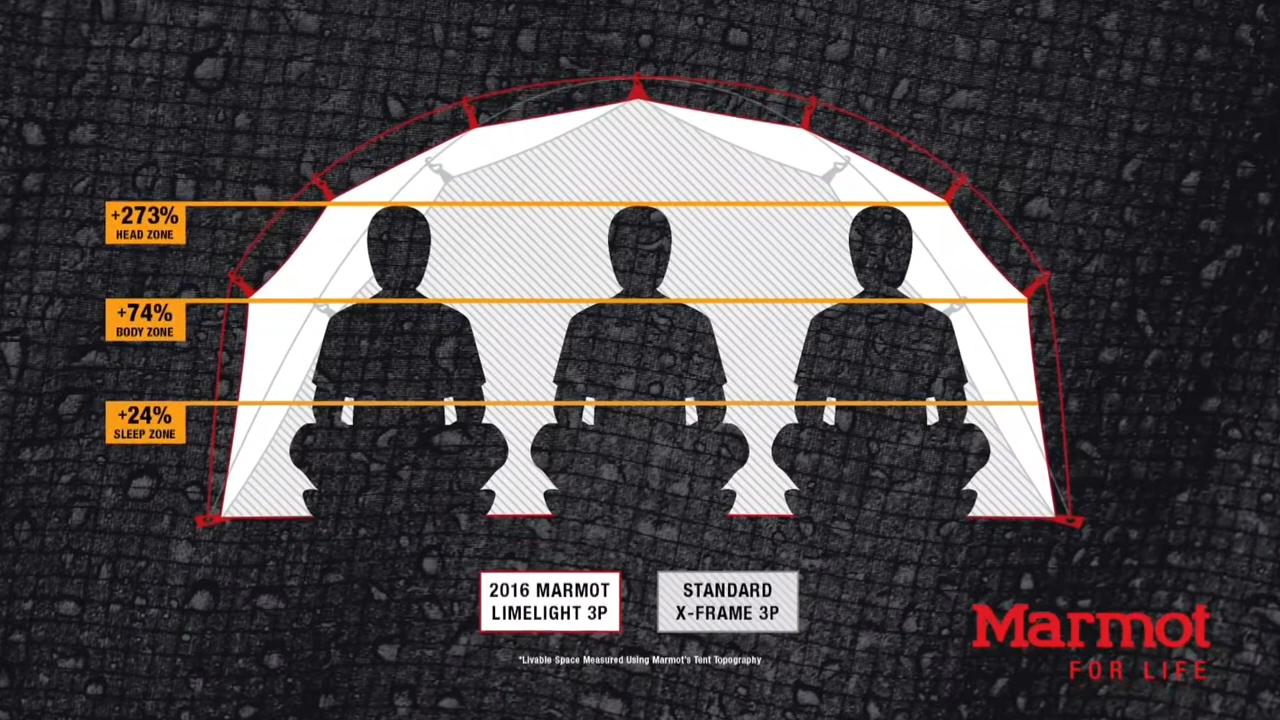 +273%
HEAD ZONE
+74%
BODY ZONE
+24%
SLEEP ZONE
2016 MARMOT
LIMELIGHT 3P
STANDARD
X-FRAME 3P
*Livable Space Measured Using Marmot's Tent Topography
Marmot
FOR LIFE